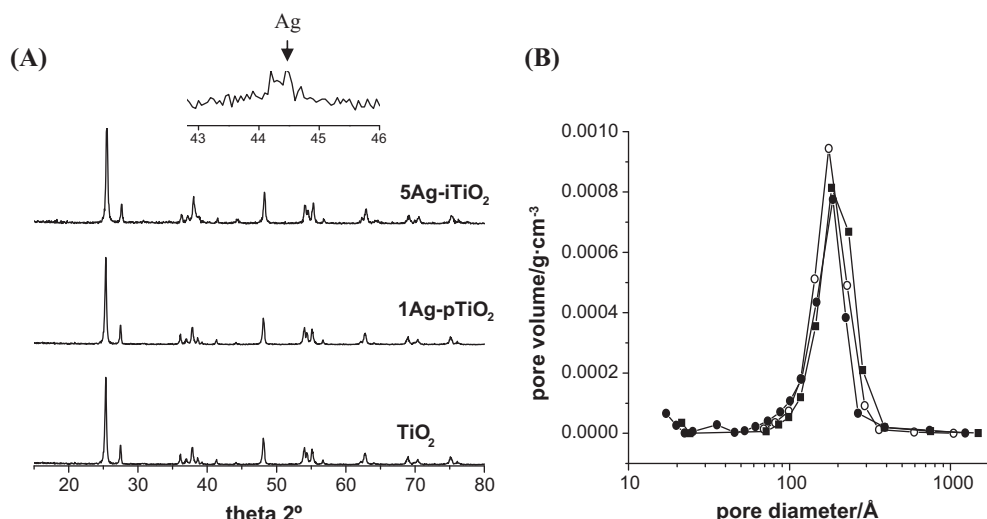 (A)
Ag
43 44 45 46
5Ag-iTiO₂
1Ag-pTiO₂
TiO₂
20 30 40 50 60 70 80
theta 2º
(B)
pore volume/g·cm⁻³
0.0010
0.0008
0.0006
0.0004
0.0002
0.0000
10 100 1000
pore diameter/Å